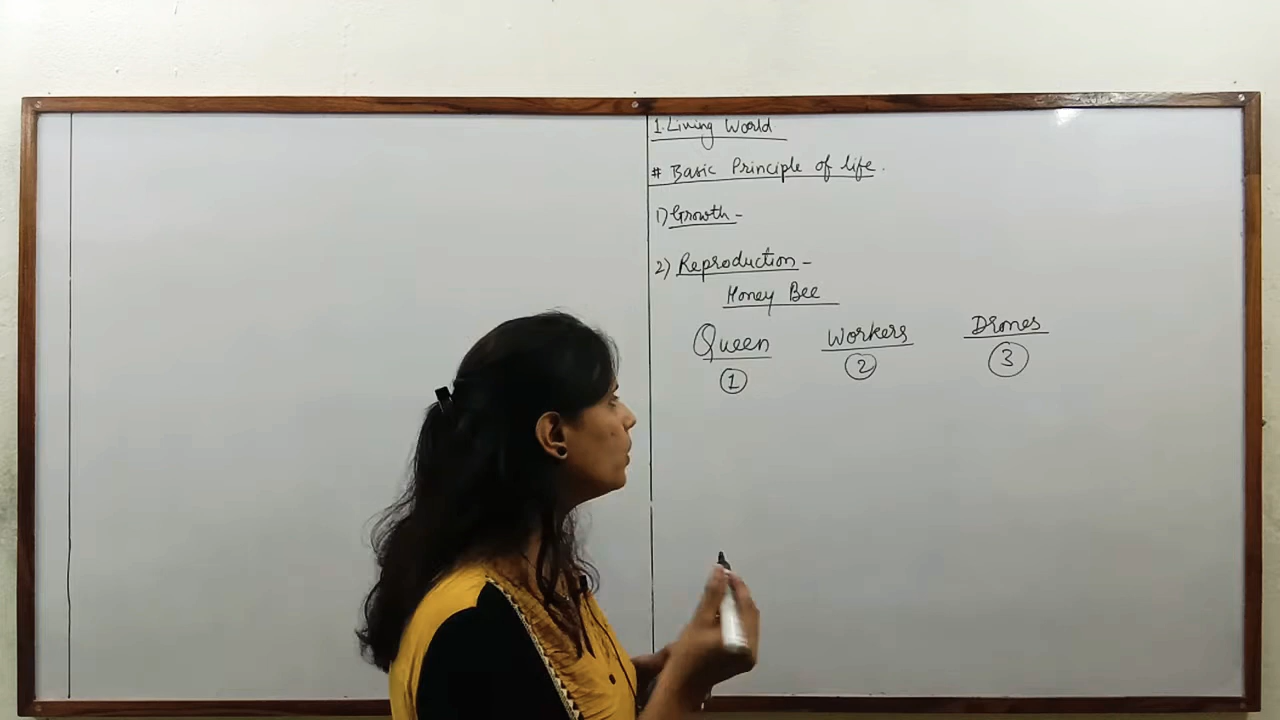 1. Living World
# Basic Principle of life.
1) Growth -
2) Reproduction -
Honey Bee
Queen Workers Drones
1 2 3